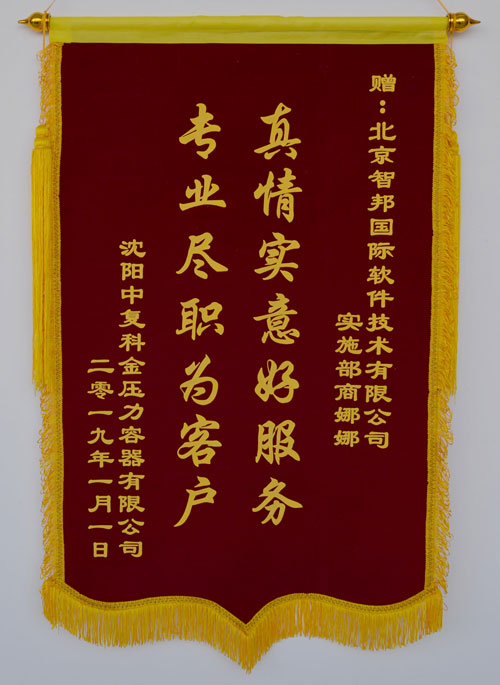 赠：北京智邦国际软件技术有限公司
实施部商娜娜
真情实意好服务
专业尽职为客户
沈阳中复科金压力容器有限公司
二零一九年一月一日